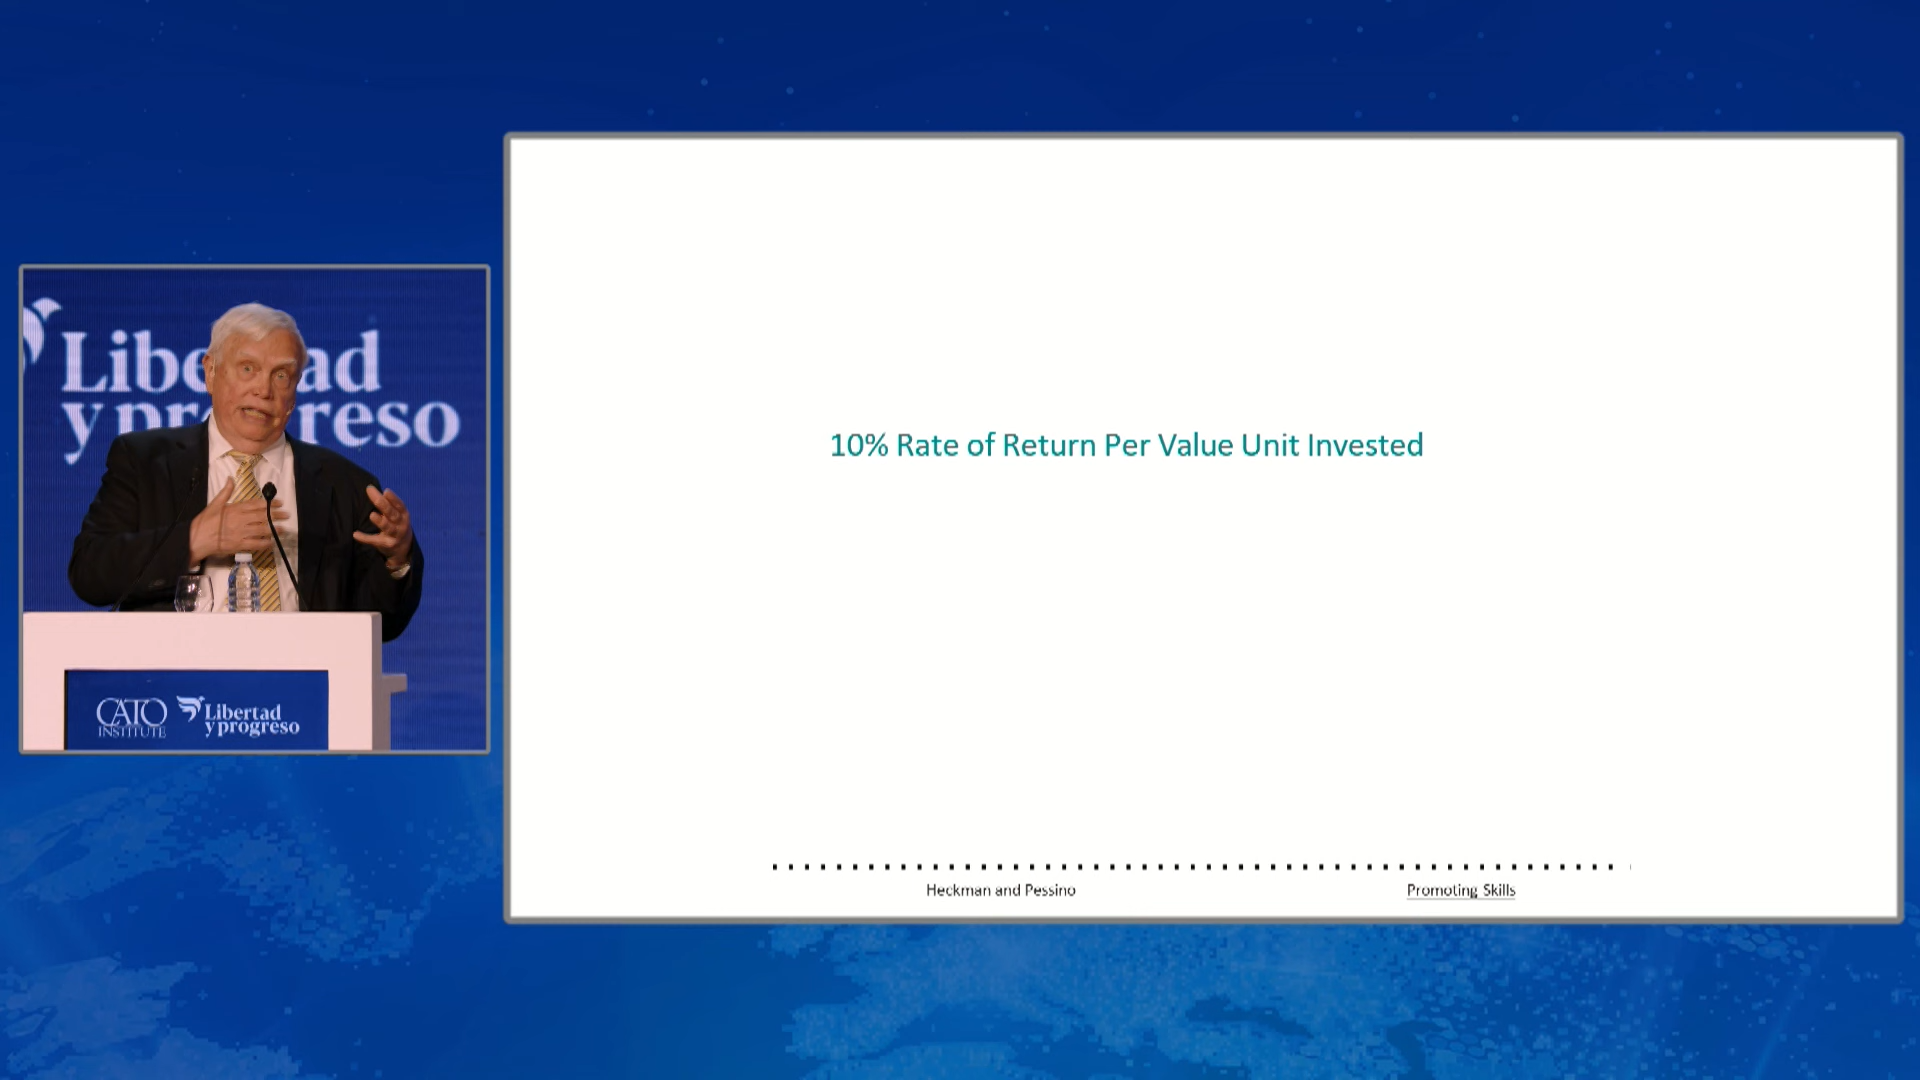 Libertad
y progreso
CATO
INSTITUTE
Libertad
y progreso
10% Rate of Return Per Value Unit Invested
Heckman and Pessino
Promoting Skills